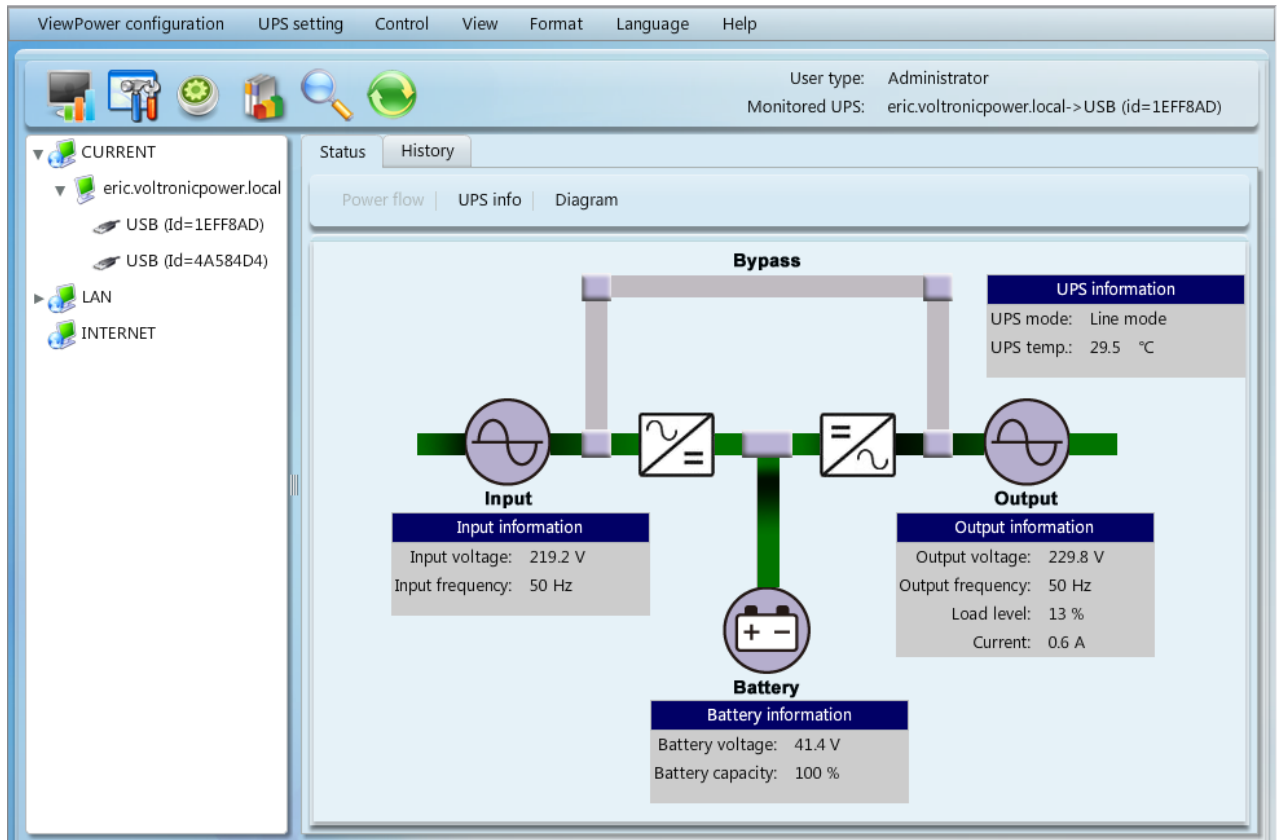 ViewPower configuration UPS setting Control View Format Language Help
User type: Administrator
Monitored UPS: eric.voltronicpower.local->USB (id=1EFF8AD)
CURRENT
eric.voltronicpower.local
USB (Id=1EFF8AD)
USB (Id=4A584D4)
LAN
INTERNET
Status History
Power flow UPS info Diagram
Bypass
UPS information
UPS mode: Line mode
UPS temp.: 29.5 ℃
Input
Input information
Input voltage: 219.2 V
Input frequency: 50 Hz
Output
Output information
Output voltage: 229.8 V
Output frequency: 50 Hz
Load level: 13 %
Current: 0.6 A
Battery
Battery information
Battery voltage: 41.4 V
Battery capacity: 100 %